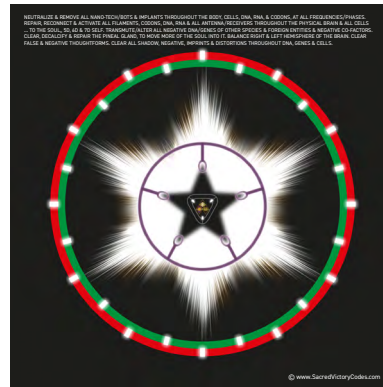 NEUTRALIZE & REMOVE ALL NANO-TECH/BOTS & IMPLANTS THROUGHOUT THE BODY, CELLS, DNA, RNA, & CODONS, AT ALL FREQUENCIES/PHASES.
REPAIR, RECONNECT & ACTIVATE ALL FILAMENTS, CODONS, DNA, RNA & ALL ANTENNA/RECEIVERS THROUGHOUT THE PHYSICAL BRAIN & ALL CELLS
... TO THE SOUL, 5D, 6D & TO SELF. TRANSMUTE/ALTER ALL NEGATIVE DNA/GENES OF OTHER SPECIES & FOREIGN ENTITIES & NEGATIVE CO-FACTORS.
CLEAR, DECALCIFY & REPAIR THE PINEAL GLAND, TO MOVE MORE OF THE SOUL INTO IT. BALANCE RIGHT & LEFT HEMISPHERE OF THE BRAIN, CLEAR
FALSE & NEGATIVE THOUGHTFORMS. CLEAR ALL SHADOW, NEGATIVE, IMPRINTS & DISTORTIONS THROUGHOUT DNA, GENES & CELLS.
© www.SacredVictoryCodes.com